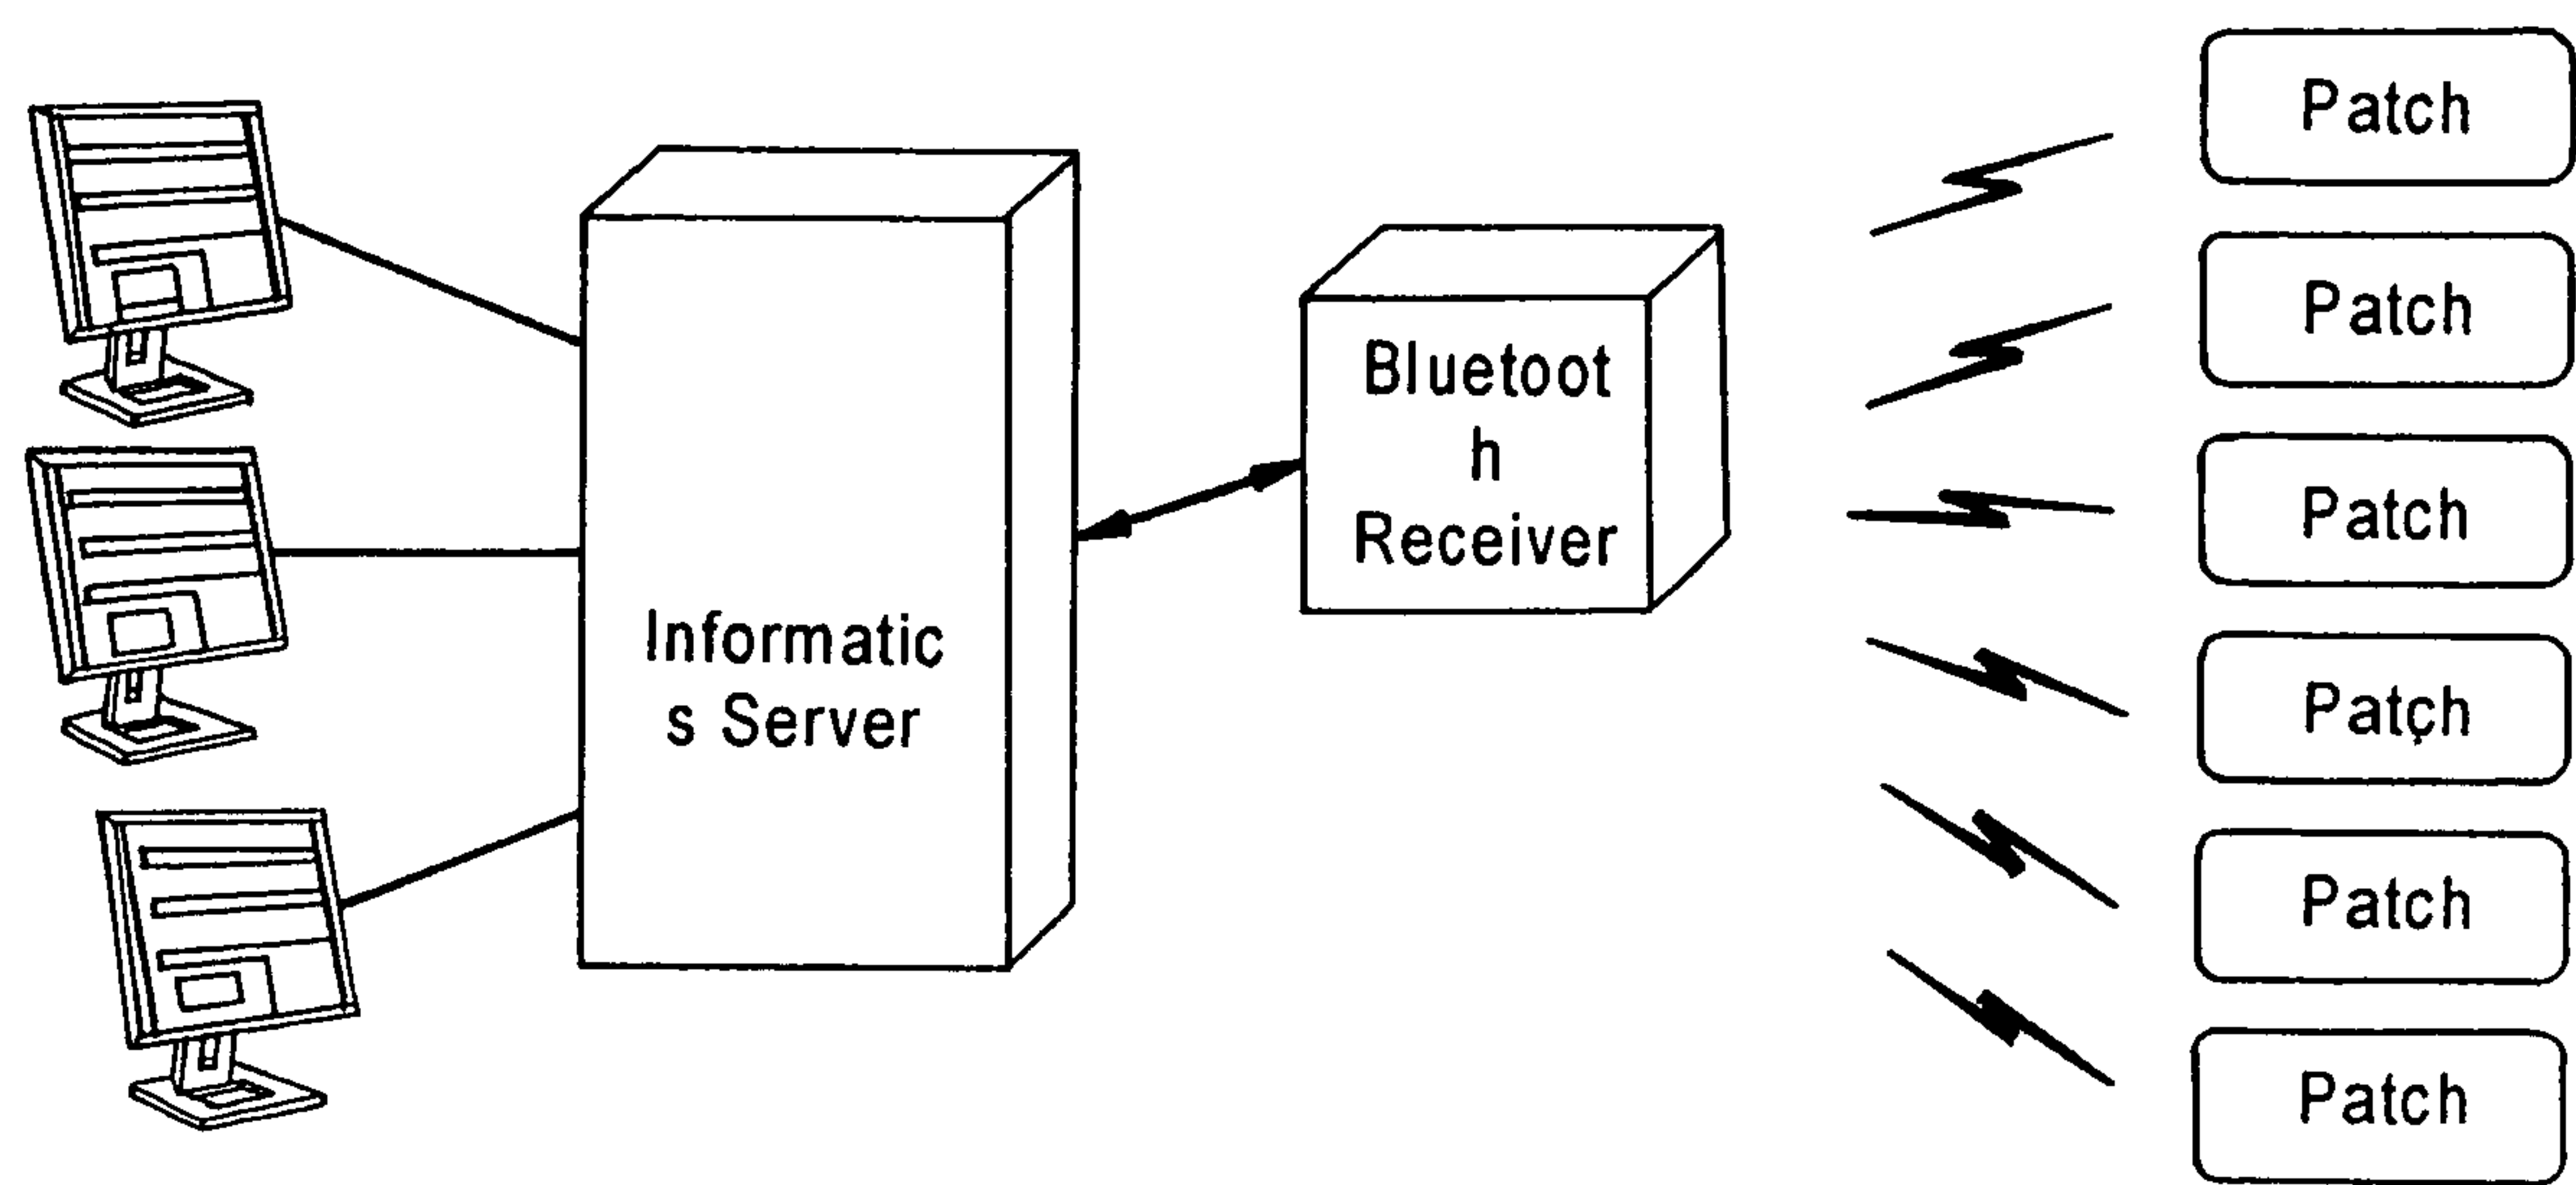 Informatic
s Server
Bluetoot
h
Receiver
Patch
Patch
Patch
Patch
Patch
Patch